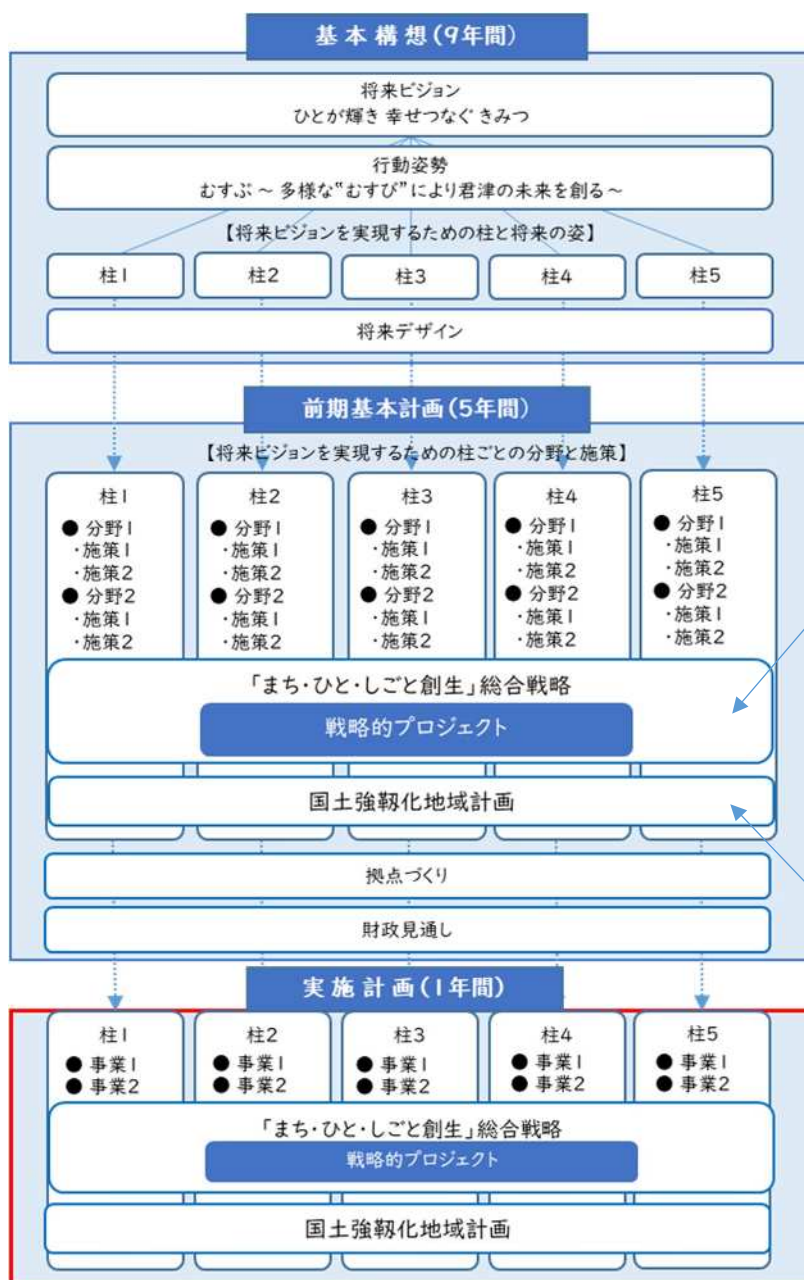 基本構想(9年間)
将来ビジョン
ひとが輝き 幸せつなぐ きみつ
行動姿勢
むすぶ ～ 多様な“むすび”により君津の未来を創る～
【将来ビジョンを実現するための柱と将来の姿】
柱1
柱2
柱3
柱4
柱5
将来デザイン
前期基本計画(5年間)
【将来ビジョンを実現するための柱ごとの分野と施策】
柱1
● 分野1
・施策1
・施策2
● 分野2
・施策1
・施策2
柱2
● 分野1
・施策1
・施策2
● 分野2
・施策1
・施策2
柱3
● 分野1
・施策1
・施策2
● 分野2
・施策1
・施策2
柱4
● 分野1
・施策1
・施策2
● 分野2
・施策1
・施策2
柱5
● 分野1
・施策1
・施策2
● 分野2
・施策1
・施策2
「まち・ひと・しごと創生」総合戦略
戦略的プロジェクト
国土強靱化地域計画
拠点づくり
財政見通し
実施計画(1年間)
柱1
● 事業1
● 事業2
柱2
● 事業1
● 事業2
柱3
● 事業1
● 事業2
柱4
● 事業1
● 事業2
柱5
● 事業1
● 事業2
「まち・ひと・しごと創生」総合戦略
戦略的プロジェクト
国土強靱化地域計画